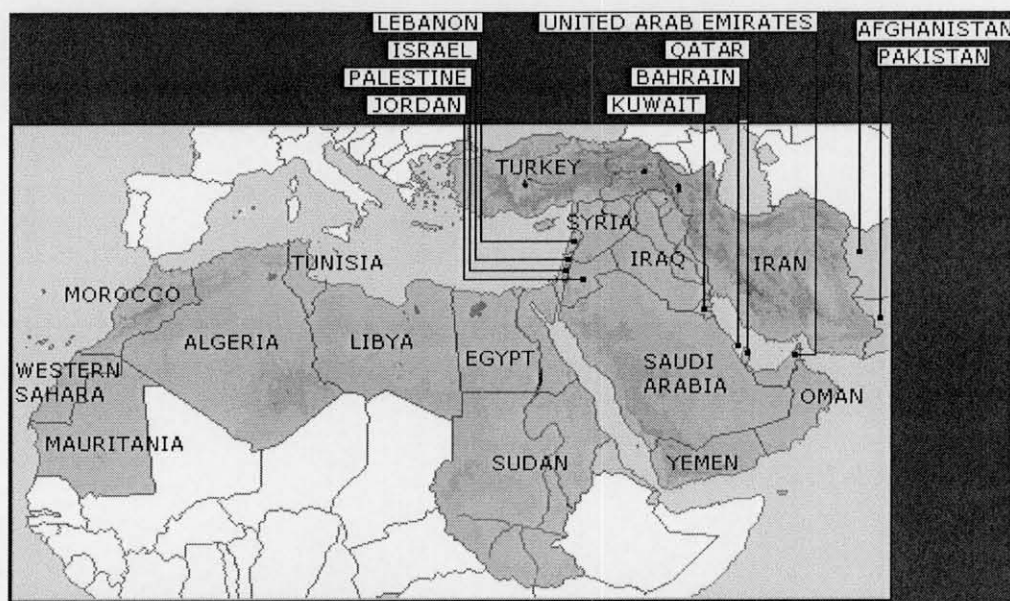 LEBANON
UNITED ARAB EMIRATES
AFGHANISTAN
ISRAEL
QATAR
PAKISTAN
PALESTINE
BAHRAIN
JORDAN
KUWAIT
TURKEY
SYRIA
TUNISIA
IRAQ
IRAN
MOROCCO
ALGERIA
LIBYA
EGYPT
SAUDI
ARABIA
WESTERN
SAHARA
OMAN
MAURITANIA
SUDAN
YEMEN